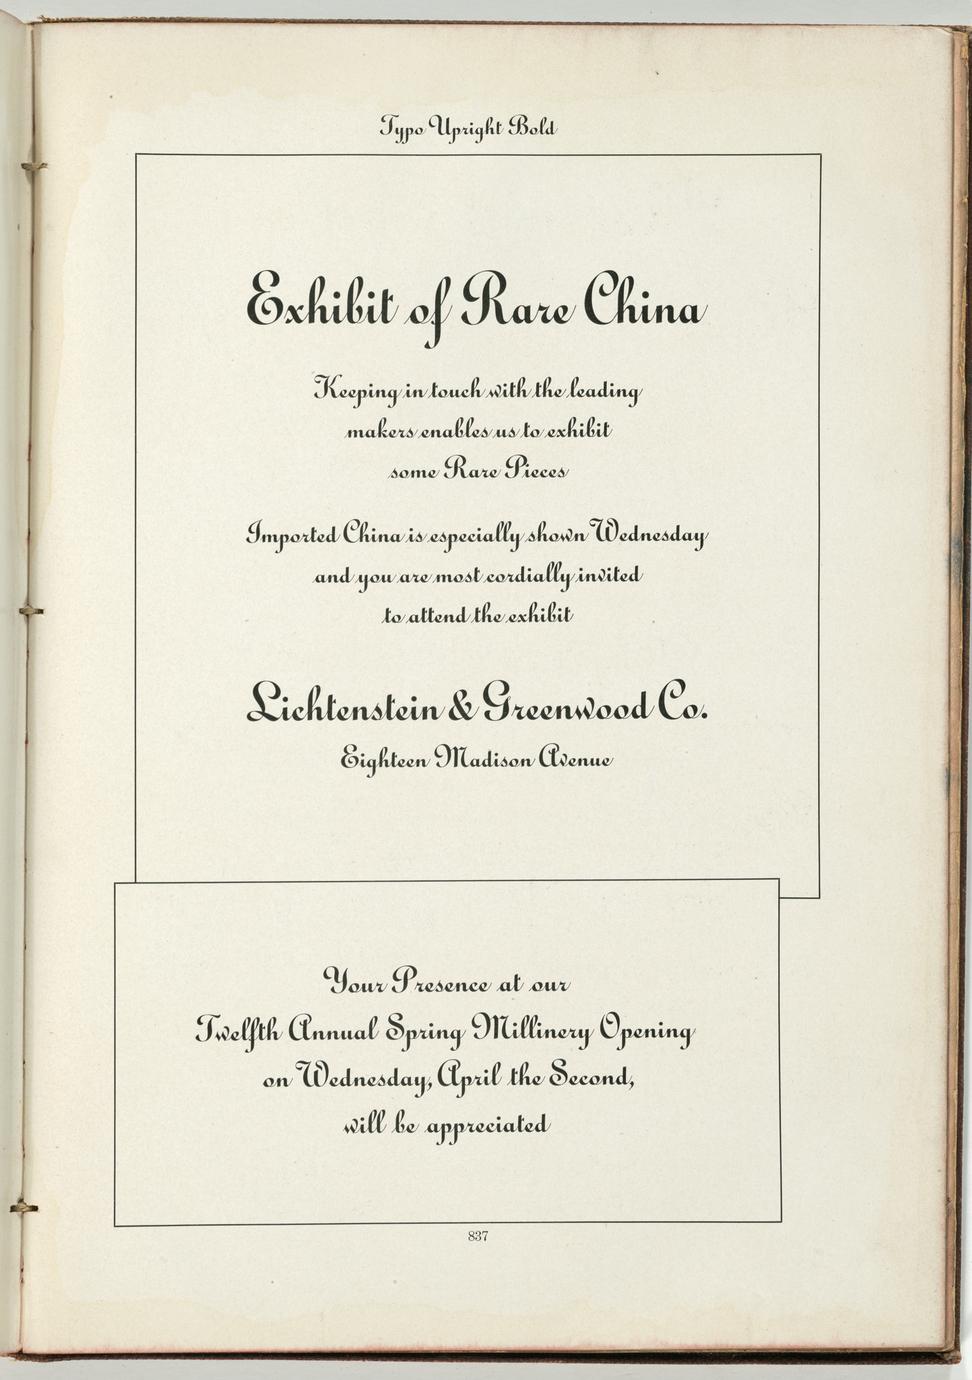 Typo Upright Bold
Exhibit of Rare China
Keeping in touch with the leading
makers enables us to exhibit
some Rare Pieces
Imported China is especially shown Wednesday
and you are most cordially invited
to attend the exhibit
Lichtenstein & Greenwood Co.
Eighteen Madison Avenue
Your Presence at our
Twelfth Annual Spring Millinery Opening
on Wednesday, April the Second,
will be appreciated
837